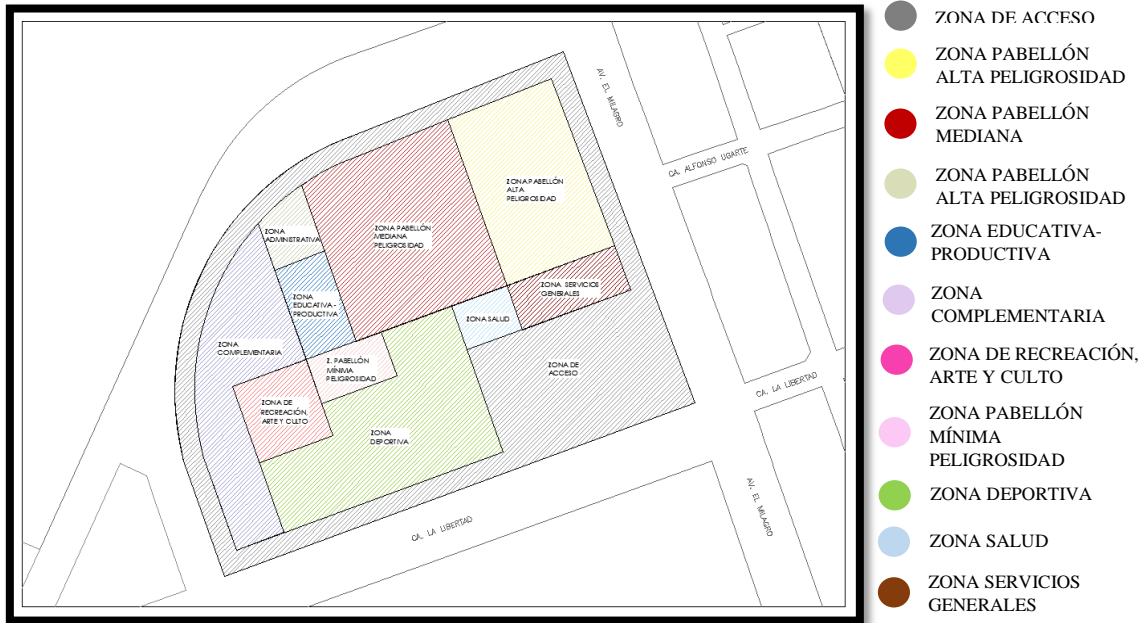 AV. EL MILAGRO
CA. ALFONSO UGARTE
ZONA PABELLÓN
ALTA
PELIGROSIDAD
ZONA PABELLÓN
MEDIANA
PELIGROSIDAD
ZONA
ADMINISTRATIVA
ZONA
EDUCATIVA-
PRODUCTIVA
ZONA SERVICIOS
GENERALES
ZONA SALUD
ZONA
COMPLEMENTARIA
Z. PABELLÓN
MÍNIMA
PELIGROSIDAD
ZONA DE
ACCESO
ZONA DE
RECREACIÓN,
ARTE Y CULTO
ZONA
DEPORTIVA
CA. LA LIBERTAD
CA. LA LIBERTAD
AV. EL MILAGRO
ZONA DE ACCESO
ZONA PABELLÓN
ALTA PELIGROSIDAD
ZONA PABELLÓN
MEDIANA
ZONA PABELLÓN
ALTA PELIGROSIDAD
ZONA EDUCATIVA-
PRODUCTIVA
ZONA
COMPLEMENTARIA
ZONA DE RECREACIÓN,
ARTE Y CULTO
ZONA PABELLÓN
MÍNIMA
PELIGROSIDAD
ZONA DEPORTIVA
ZONA SALUD
ZONA SERVICIOS
GENERALES